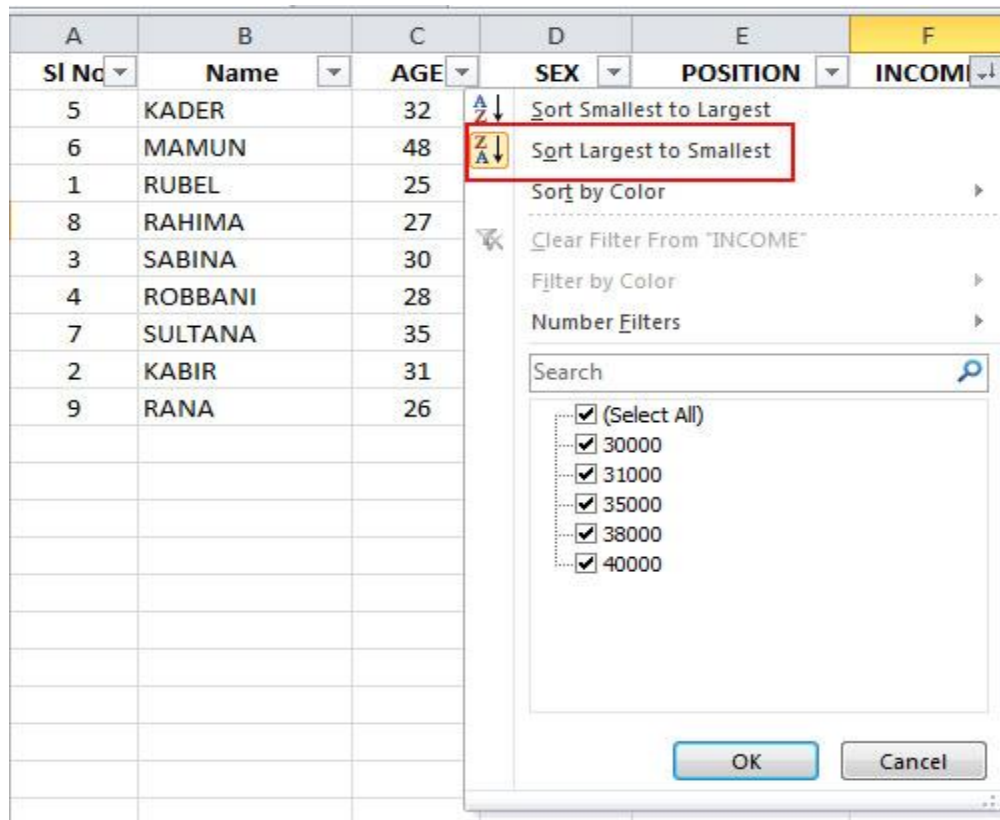 A B C D E F
Sl No Name AGE SEX POSITION INCOME
5 KADER 32
6 MAMUN 48
1 RUBEL 25
8 RAHIMA 27
3 SABINA 30
4 ROBBANI 28
7 SULTANA 35
2 KABIR 31
9 RANA 26
Sort Smallest to Largest
Sort Largest to Smallest
Sort by Color
Clear Filter From "INCOME"
Filter by Color
Number Filters
Search
(Select All)
30000
31000
35000
38000
40000
OK Cancel